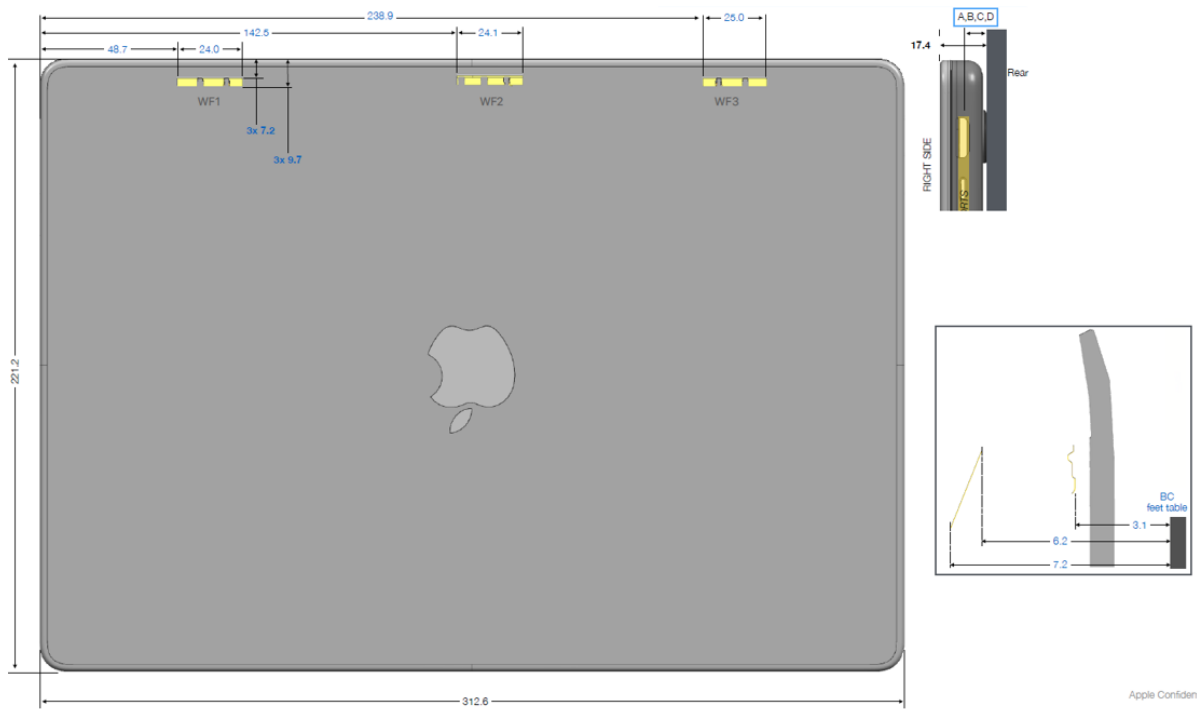 238.9
25.0
A,B,C,D
142.5
24.1
17.4
48.7
24.0
Rear
WF1
WF2
WF3
3x 7.2
3x 9.7
RIGHT SIDE
221.2
BC
feet table
3.1
6.2
7.2
312.6
Apple Confiden